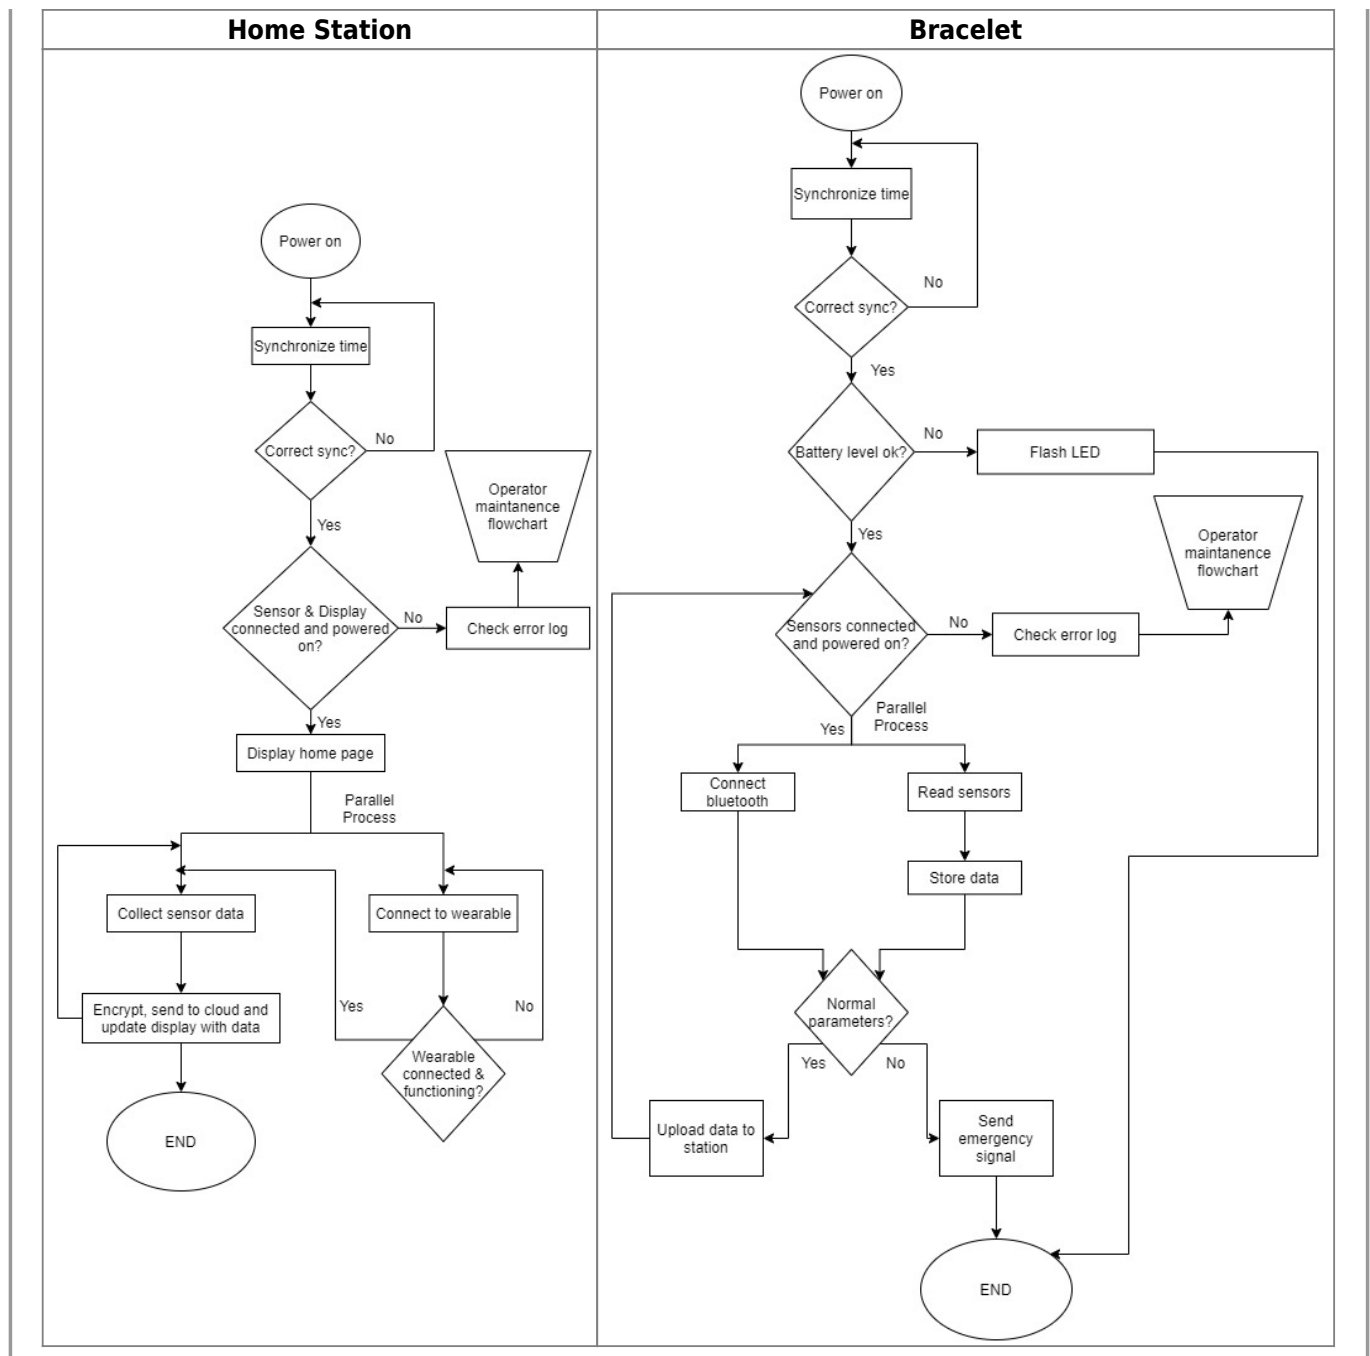 Home Station
Bracelet
Power on
Synchronize time
Correct sync?
No
Yes
Operator
maintanence
flowchart
Sensor & Display
connected and powered
on?
No
Check error log
Yes
Display home page
Parallel
Process
Collect sensor data
Connect to wearable
Encrypt, send to cloud and
update display with data
Yes
No
Wearable
connected &
functioning?
END
Power on
Synchronize time
No
Correct sync?
Yes
Battery level ok?
No
Flash LED
Yes
Operator
maintanence
flowchart
Sensors connected
and powered on?
No
Check error log
Parallel
Process
Yes
Connect
bluetooth
Read sensors
Store data
Normal
parameters?
Yes
No
Upload data to
station
Send
emergency
signal
END